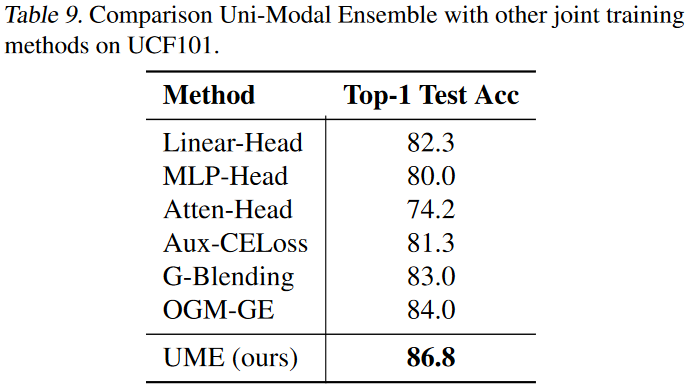 Table 9. Comparison Uni-Modal Ensemble with other joint training
methods on UCF101.
Method Top-1 Test Acc
Linear-Head 82.3
MLP-Head 80.0
Atten-Head 74.2
Aux-CELoss 81.3
G-Blending 83.0
OGM-GE 84.0
UME (ours) 86.8